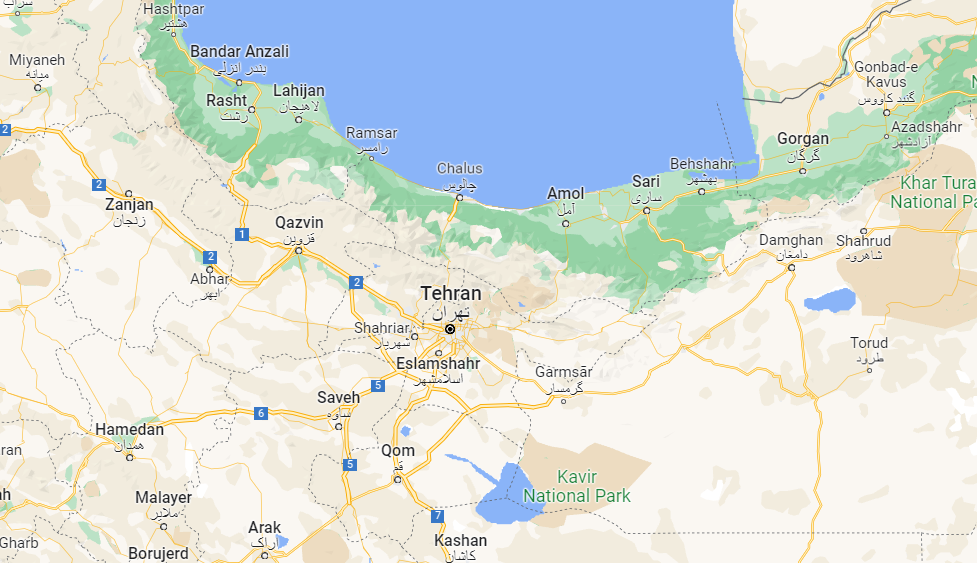 سراب
Hashtpar
هشتپر
Miyaneh
میانه
Bandar Anzali
بندر انزلی
Rasht
رشت
Lahijan
لاهیجان
Ramsar
رامسر
Chalus
چالوس
Amol
آمل
Sari
ساری
Behshahr
بهشهر
Gorgan
گرگان
Gonbad-e
Kavus
گنبد کاووس
Azadshahr
آزادشهر
Khar Tura
National Pa
2
2
Zanjan
زنجان
1
Qazvin
قزوین
2
Abhar
ابهر
2
Tehran
تهران
Shahriar
شهریار
Eslamshahr
اسلامشهر
Damghan
دامغان
Shahrud
شاهرود
Torud
طرود
Garmsār
گرمسار
5
Saveh
ساوه
6
Hamedan
همدان
ran
5
Qom
قم
Kavir
National Park
Malayer
ملایر
7
Arak
اراک
Kashan
کاشان
Gharb
Borujerd